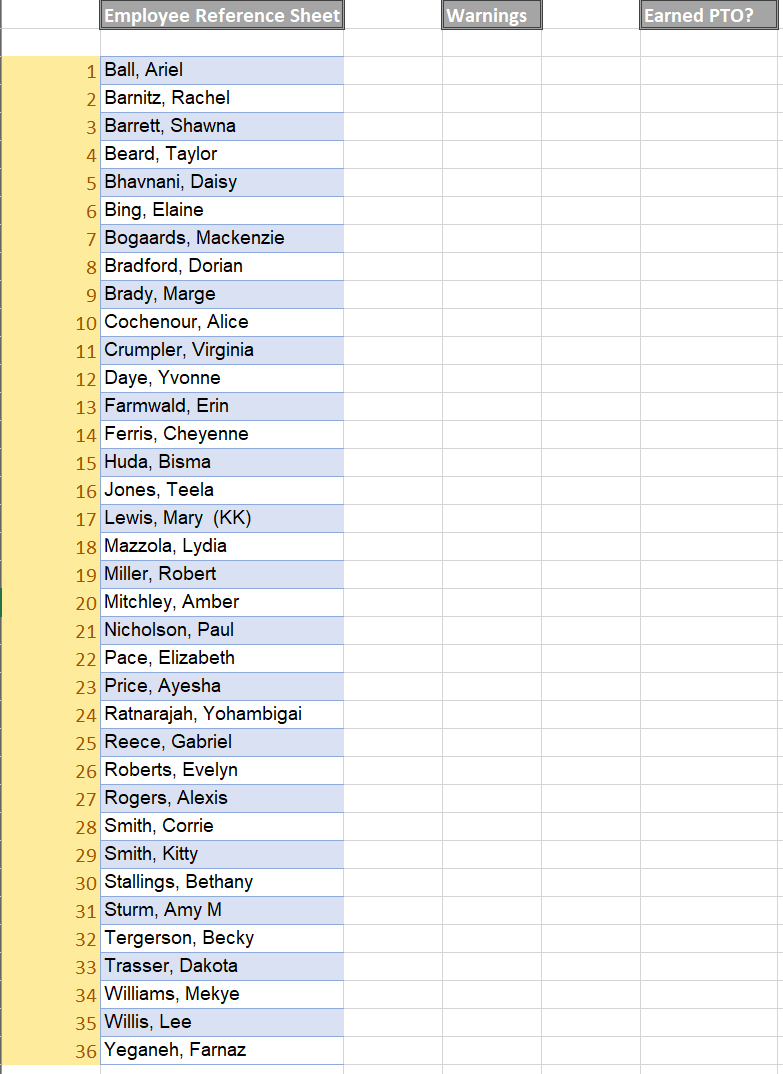 Employee Reference Sheet Warnings Earned PTO?
1 Ball, Ariel
2 Barnitz, Rachel
3 Barrett, Shawna
4 Beard, Taylor
5 Bhavnani, Daisy
6 Bing, Elaine
7 Bogaards, Mackenzie
8 Bradford, Dorian
9 Brady, Marge
10 Cochenour, Alice
11 Crumpler, Virginia
12 Daye, Yvonne
13 Farmwald, Erin
14 Ferris, Cheyenne
15 Huda, Bisma
16 Jones, Teela
17 Lewis, Mary  (KK)
18 Mazzola, Lydia
19 Miller, Robert
20 Mitchley, Amber
21 Nicholson, Paul
22 Pace, Elizabeth
23 Price, Ayesha
24 Ratnarajah, Yohambigai
25 Reece, Gabriel
26 Roberts, Evelyn
27 Rogers, Alexis
28 Smith, Corrie
29 Smith, Kitty
30 Stallings, Bethany
31 Sturm, Amy M
32 Tergerson, Becky
33 Trasser, Dakota
34 Williams, Mekye
35 Willis, Lee
36 Yeganeh, Farnaz